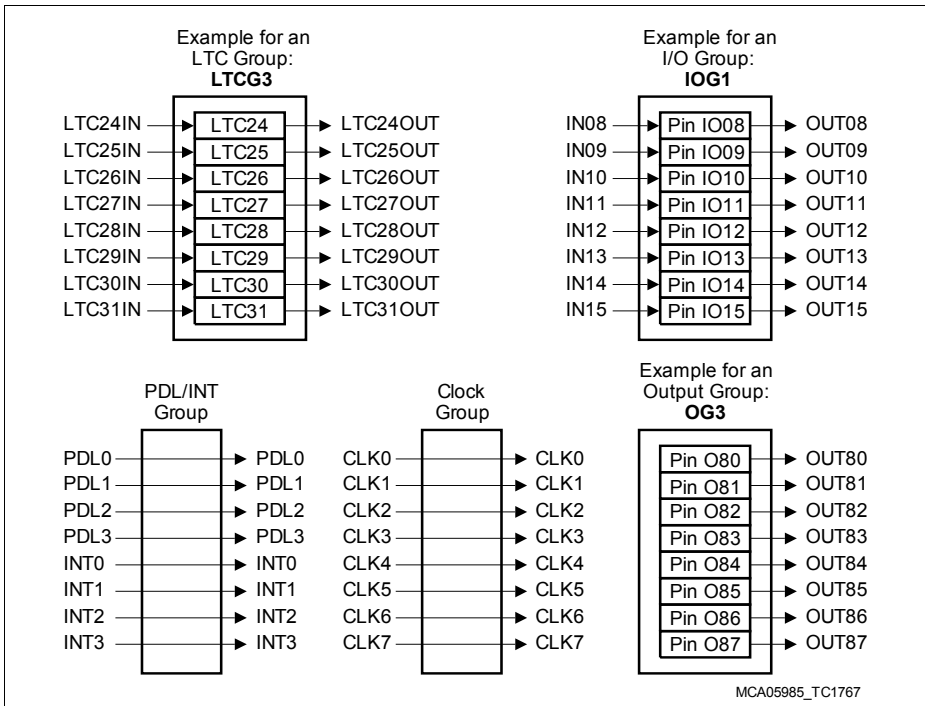 Example for an
LTC Group:
LTCG3
LTC24IN LTC24 LTC24OUT
LTC25IN LTC25 LTC25OUT
LTC26IN LTC26 LTC26OUT
LTC27IN LTC27 LTC27OUT
LTC28IN LTC28 LTC28OUT
LTC29IN LTC29 LTC29OUT
LTC30IN LTC30 LTC30OUT
LTC31IN LTC31 LTC31OUT
Example for an
I/O Group:
IOG1
IN08 Pin IO08 OUT08
IN09 Pin IO09 OUT09
IN10 Pin IO10 OUT10
IN11 Pin IO11 OUT11
IN12 Pin IO12 OUT12
IN13 Pin IO13 OUT13
IN14 Pin IO14 OUT14
IN15 Pin IO15 OUT15
PDL/INT
Group
PDL0 PDL0
PDL1 PDL1
PDL2 PDL2
PDL3 PDL3
INT0 INT0
INT1 INT1
INT2 INT2
INT3 INT3
Clock
Group
CLK0 CLK0
CLK1 CLK1
CLK2 CLK2
CLK3 CLK3
CLK4 CLK4
CLK5 CLK5
CLK6 CLK6
CLK7 CLK7
Example for an
Output Group:
OG3
Pin O80 OUT80
Pin O81 OUT81
Pin O82 OUT82
Pin O83 OUT83
Pin O84 OUT84
Pin O85 OUT85
Pin O86 OUT86
Pin O87 OUT87
MCA05985_TC1767